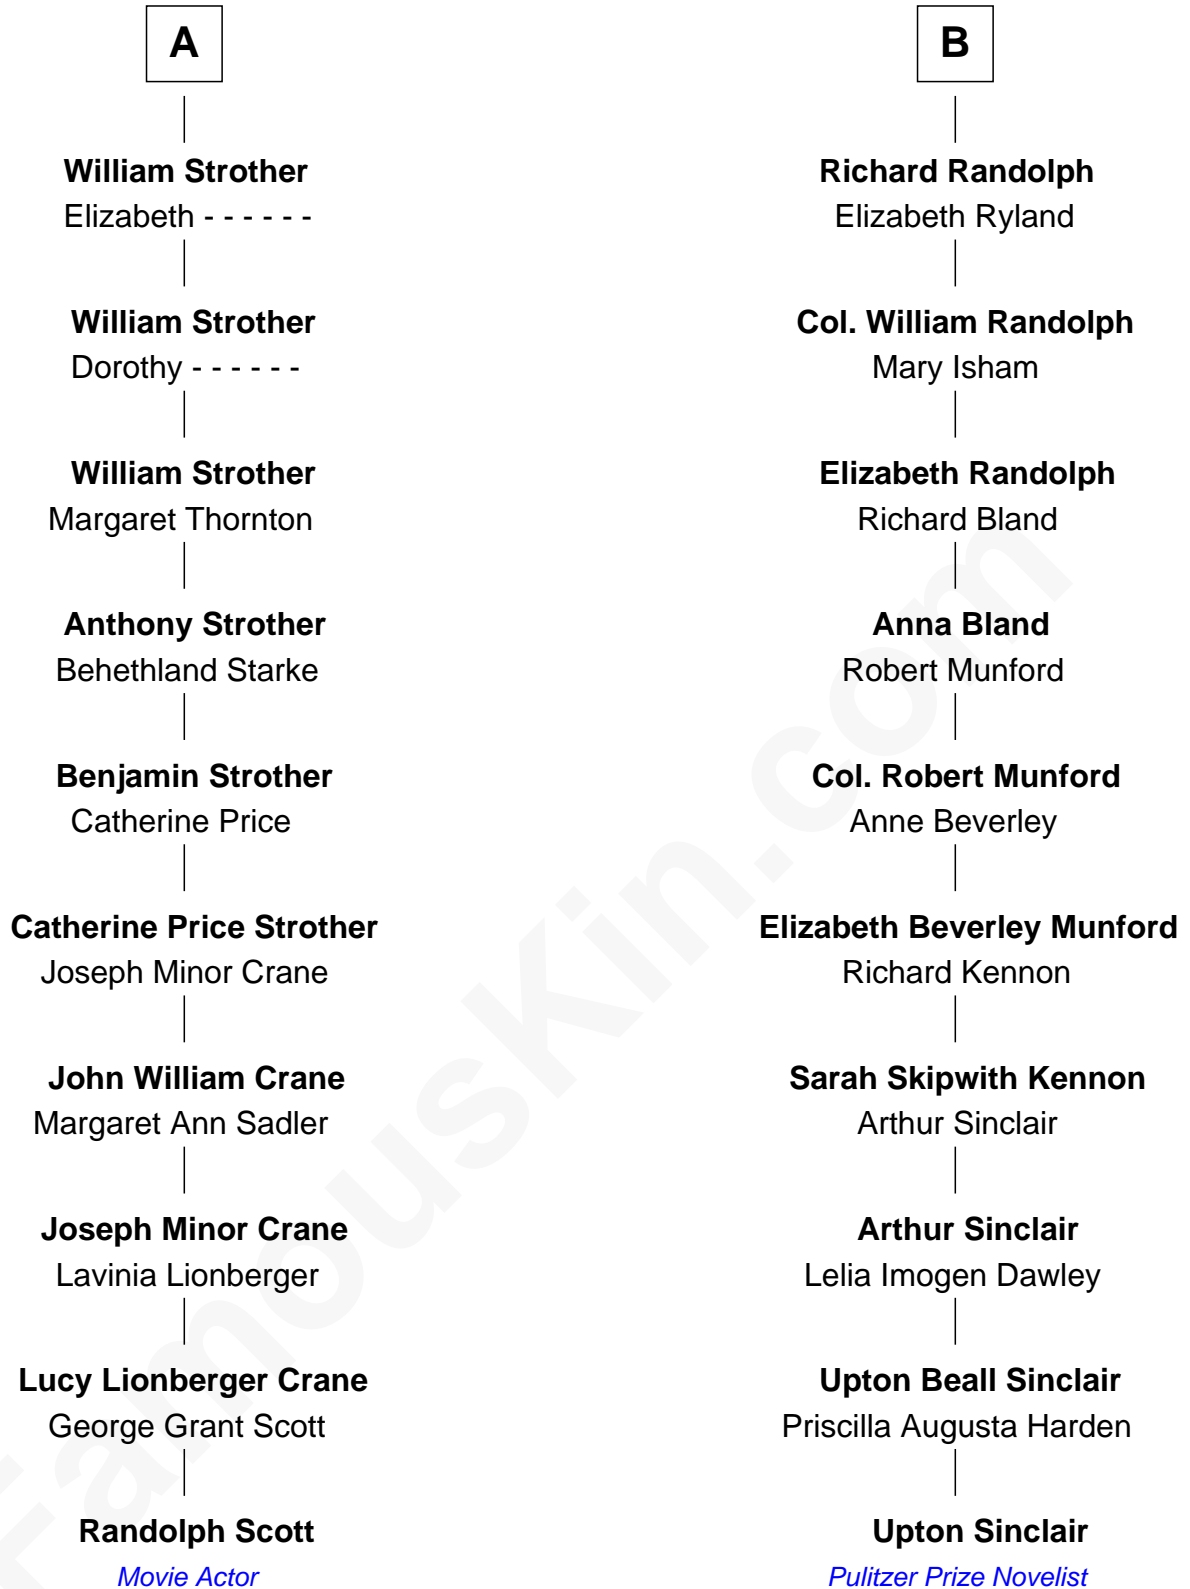 A
William Strother
Elizabeth - - - - - -
William Strother
Dorothy - - - - - -
William Strother
Margaret Thornton
Anthony Strother
Behethland Starke
Benjamin Strother
Catherine Price
Catherine Price Strother
Joseph Minor Crane
John William Crane
Margaret Ann Sadler
Joseph Minor Crane
Lavinia Lionberger
Lucy Lionberger Crane
George Grant Scott
Randolph Scott
Movie Actor
B
Richard Randolph
Elizabeth Ryland
Col. William Randolph
Mary Isham
Elizabeth Randolph
Richard Bland
Anna Bland
Robert Munford
Col. Robert Munford
Anne Beverley
Elizabeth Beverley Munford
Richard Kennon
Sarah Skipwith Kennon
Arthur Sinclair
Arthur Sinclair
Lelia Imogen Dawley
Upton Beall Sinclair
Priscilla Augusta Harden
Upton Sinclair
Pulitzer Prize Novelist
FamousKin.com